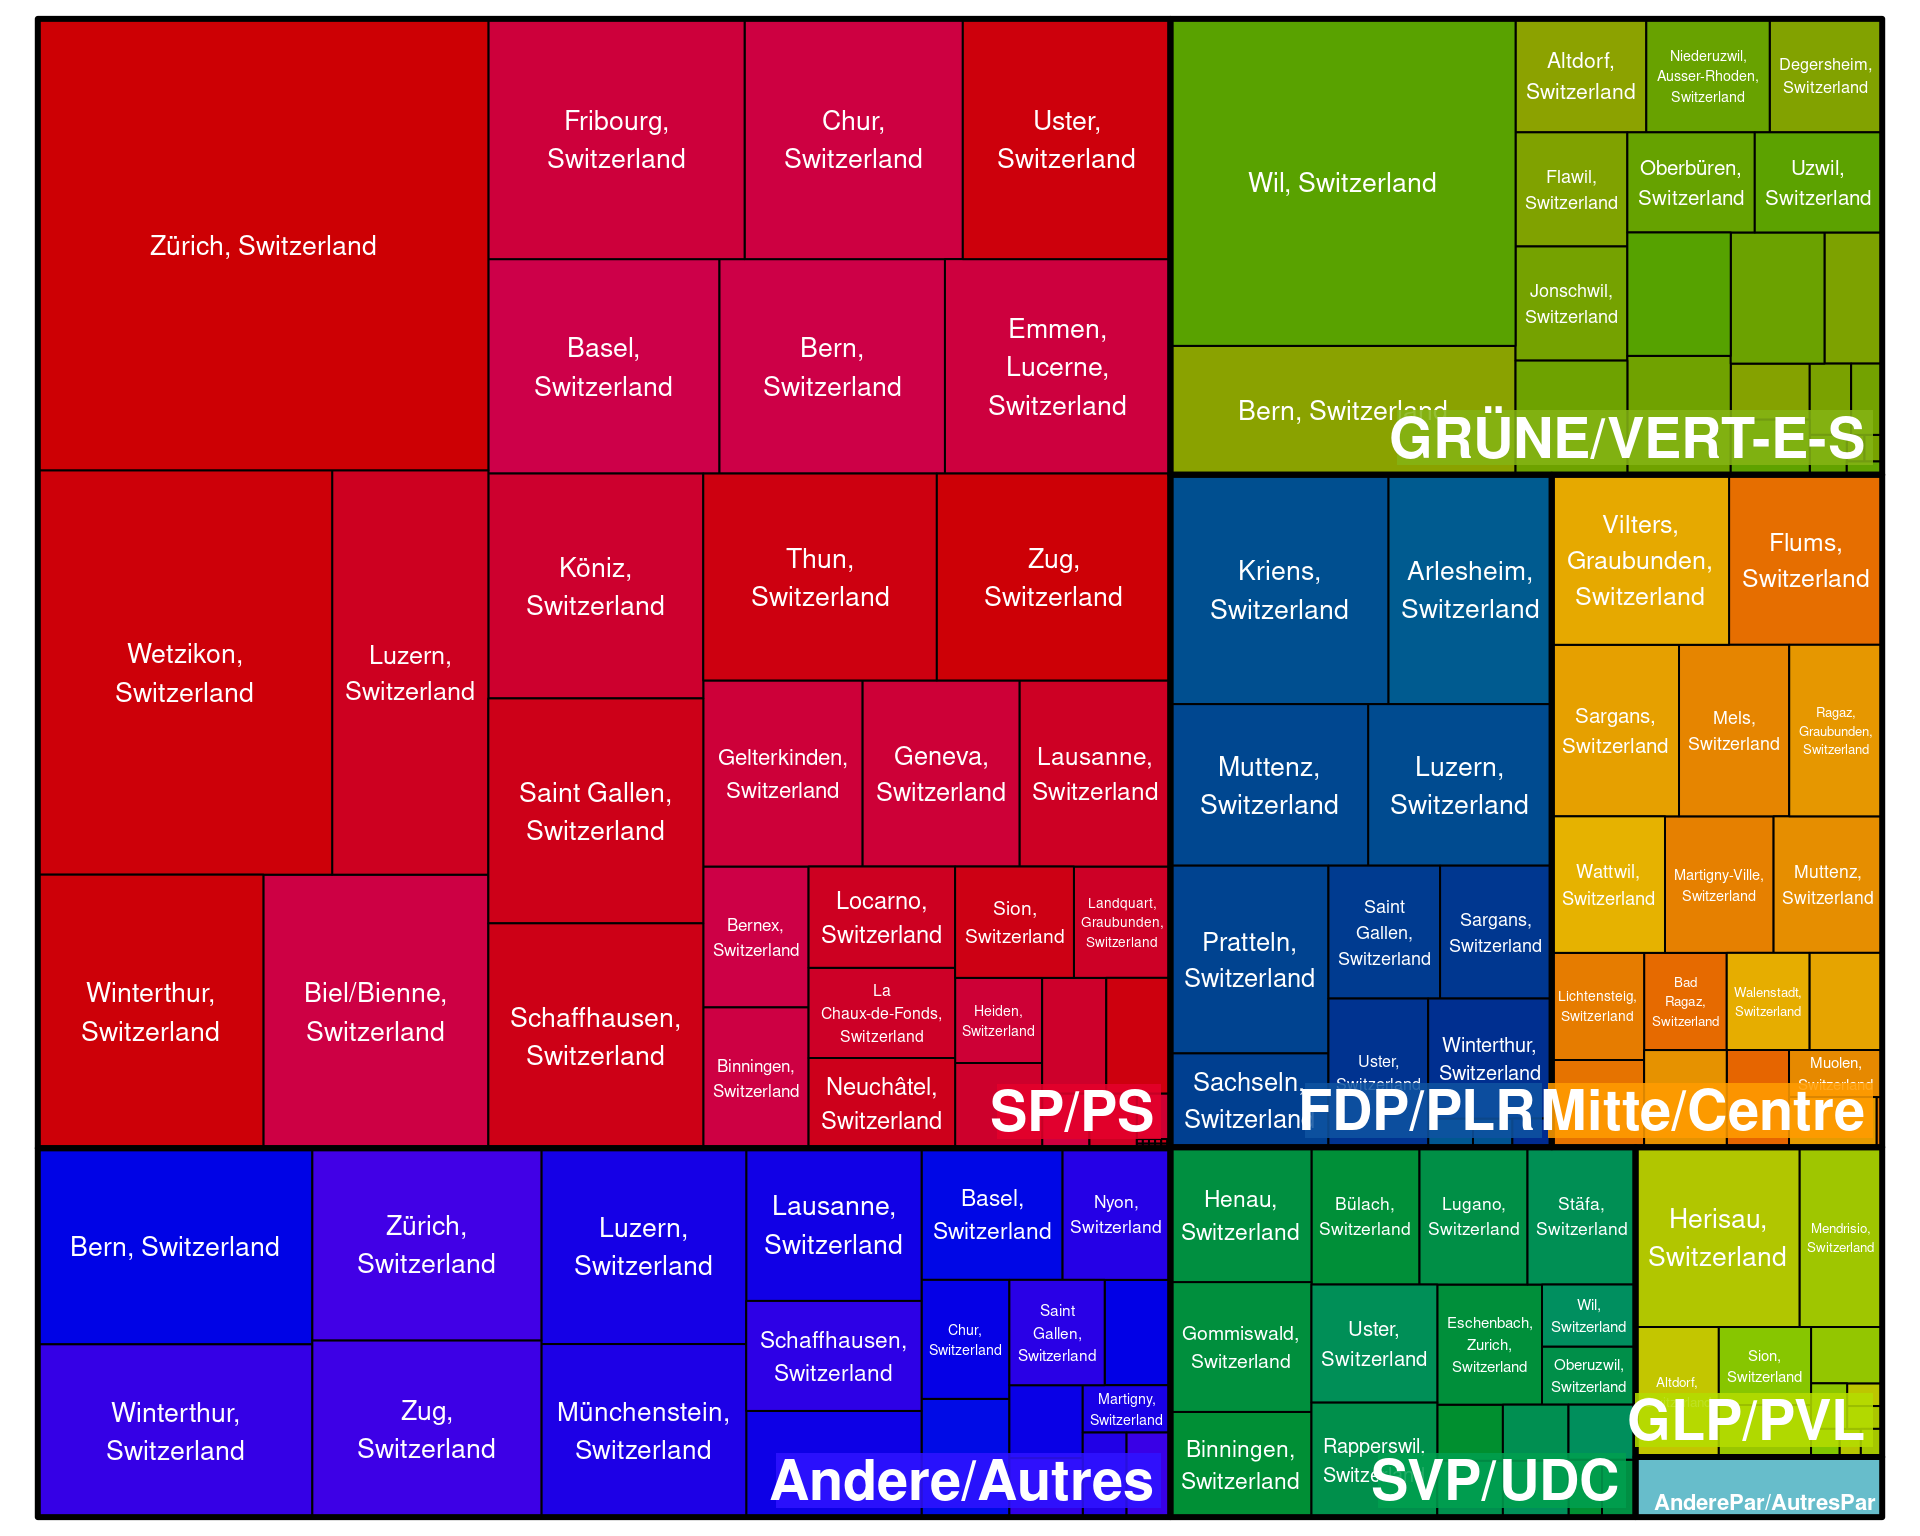 Zürich, Switzerland
Fribourg,
Switzerland
Chur,
Switzerland
Uster,
Switzerland
Basel,
Switzerland
Bern,
Switzerland
Emmen,
Lucerne,
Switzerland
Wetzikon,
Switzerland
Luzern,
Switzerland
Köniz,
Switzerland
Thun,
Switzerland
Zug,
Switzerland
Saint Gallen,
Switzerland
Gelterkinden,
Switzerland
Geneva,
Switzerland
Lausanne,
Switzerland
Winterthur,
Switzerland
Biel/Bienne,
Switzerland
Schaffhausen,
Switzerland
Bernex,
Switzerland
Binningen,
Switzerland
Locarno,
Switzerland
La
Chaux-de-Fonds,
Switzerland
Neuchâtel,
Switzerland
Sion,
Switzerland
Landquart,
Graubunden,
Switzerland
Heiden,
Switzerland
SP/PS
Wil, Switzerland
Bern, Switzerland
Altdorf,
Switzerland
Niederuzwil,
Ausser-Rhoden,
Switzerland
Degersheim,
Switzerland
Flawil,
Switzerland
Oberbüren,
Switzerland
Uzwil,
Switzerland
Jonschwil,
Switzerland
GRÜNE/VERT-E-S
Kriens,
Switzerland
Arlesheim,
Switzerland
Muttenz,
Switzerland
Luzern,
Switzerland
Pratteln,
Switzerland
Saint
Gallen,
Switzerland
Sargans,
Switzerland
Sachseln,
Switzerland
Uster,
Switzerland
Winterthur,
Switzerland
FDP/PLR
Vilters,
Graubunden,
Switzerland
Flums,
Switzerland
Sargans,
Switzerland
Mels,
Switzerland
Ragaz,
Graubunden,
Switzerland
Wattwil,
Switzerland
Martigny-Ville,
Switzerland
Muttenz,
Switzerland
Lichtensteig,
Switzerland
Bad
Ragaz,
Switzerland
Walenstadt,
Switzerland
Muolen,
Switzerland
Mitte/Centre
Bern, Switzerland
Zürich,
Switzerland
Luzern,
Switzerland
Lausanne,
Switzerland
Basel,
Switzerland
Nyon,
Switzerland
Winterthur,
Switzerland
Zug,
Switzerland
Münchenstein,
Switzerland
Schaffhausen,
Switzerland
Chur,
Switzerland
Saint
Gallen,
Switzerland
Martigny,
Switzerland
Andere/Autres
Henau,
Switzerland
Bülach,
Switzerland
Lugano,
Switzerland
Stäfa,
Switzerland
Gommiswald,
Switzerland
Uster,
Switzerland
Eschenbach,
Zurich,
Switzerland
Wil,
Switzerland
Oberuzwil,
Switzerland
Binningen,
Switzerland
Rapperswil,
Switzerland
SVP/UDC
Herisau,
Switzerland
Mendrisio,
Switzerland
Altdorf,
Sion,
Switzerland
GLP/PVL
AnderePar/AutresPar